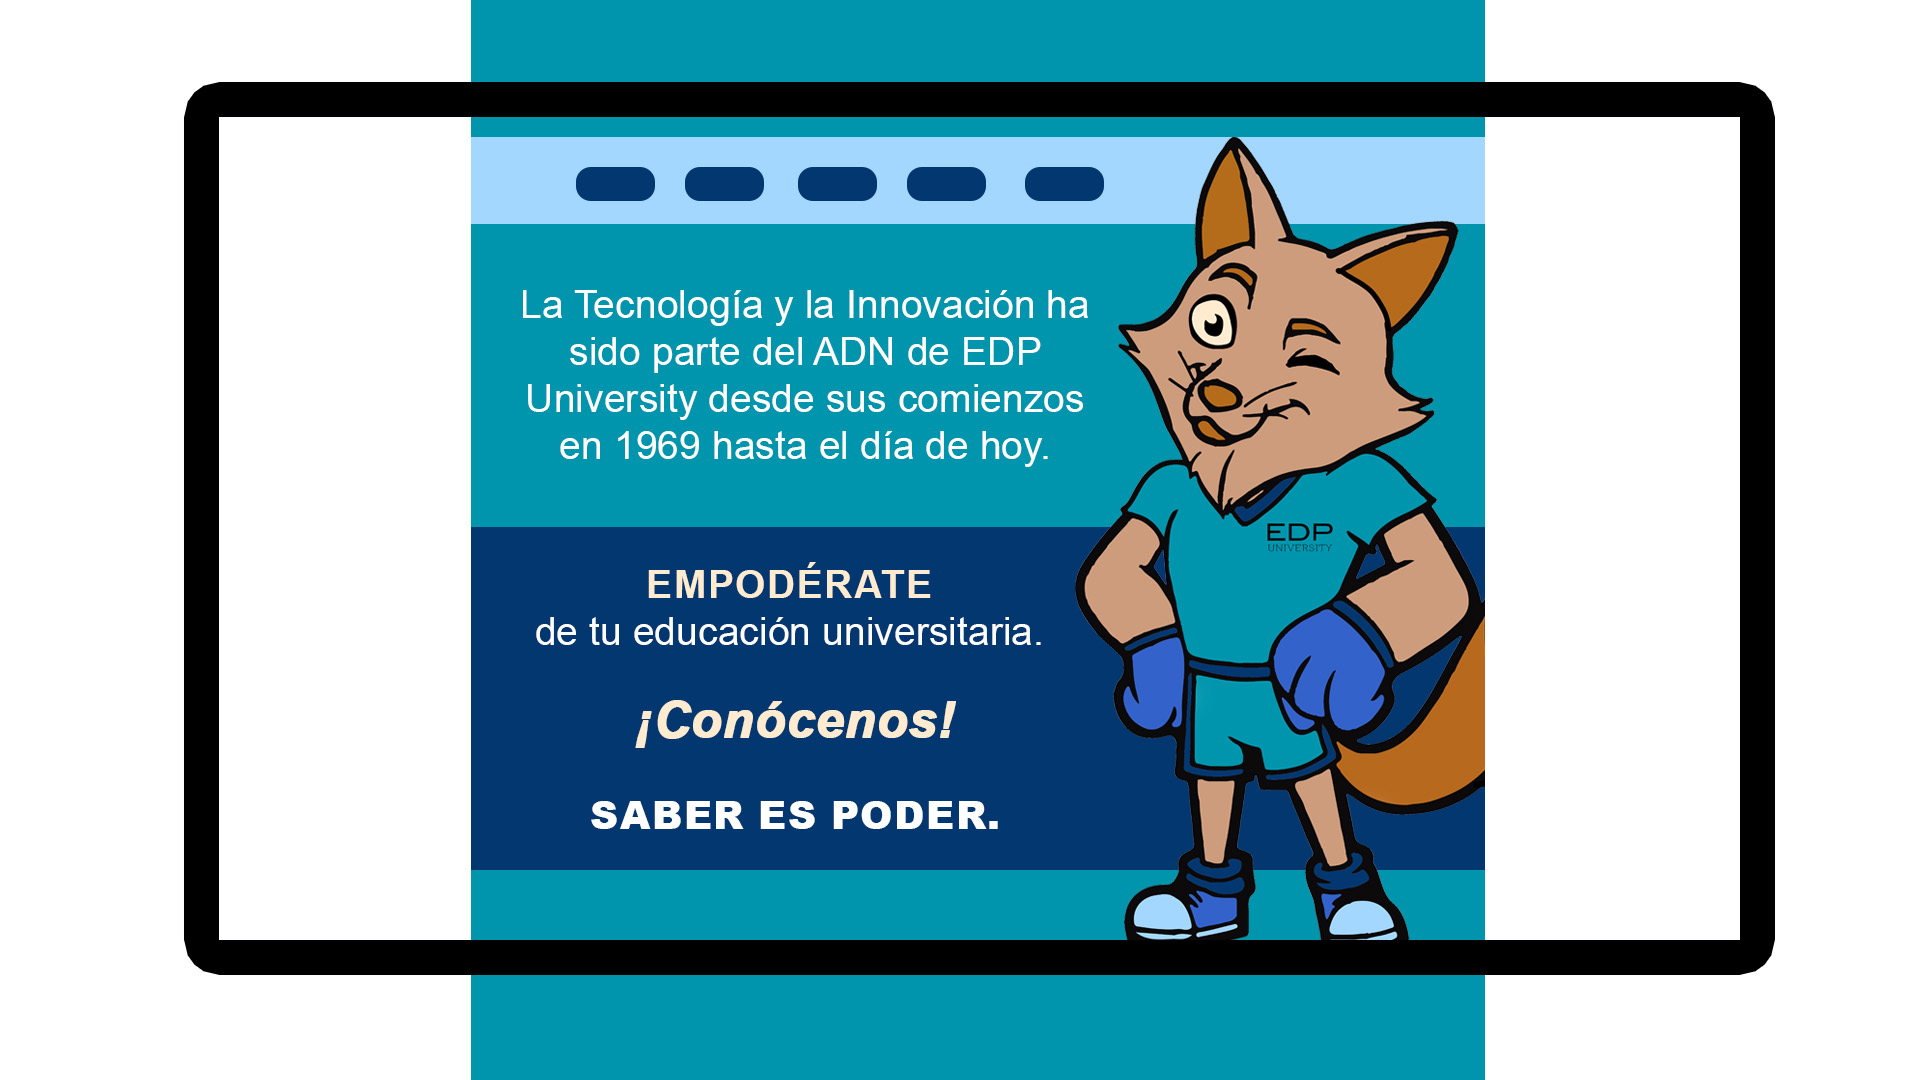 La Tecnología y la Innovación ha
sido parte del ADN de EDP
University desde sus comienzos
en 1969 hasta el día de hoy.
EDP
UNIVERSITY
EMPODÉRATE
de tu educación universitaria.
¡Conócenos!
SABER ES PODER.